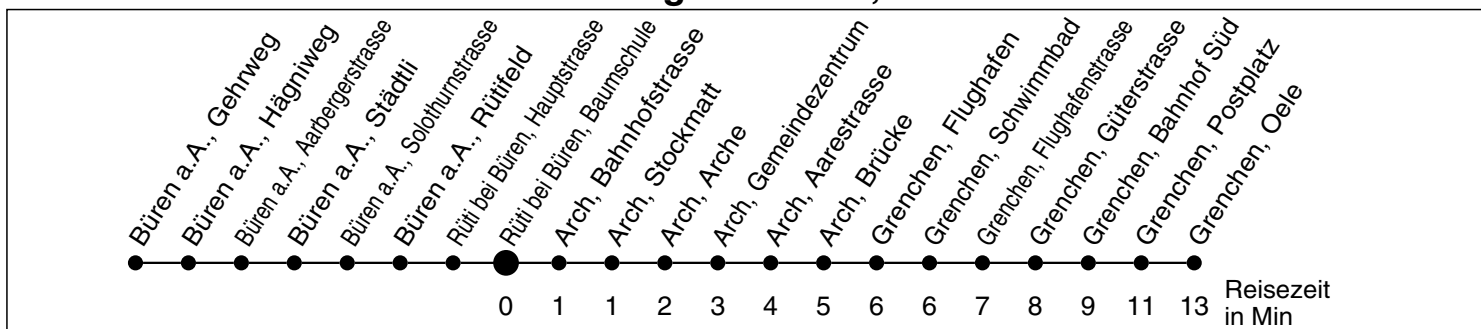 Büren a.A., Gehrweg
Büren a.A., Hägniweg
Büren a.A., Aarbergerstrasse
Büren a.A., Städtli
Büren a.A., Solothurnstrasse
Büren a.A., Rütifeld
Rüti bei Büren, Hauptstrasse
Rüti bei Büren, Baumschule
Arch, Bahnhofstrasse
Arch, Stockmatt
Arch, Arche
Arch, Gemeindezentrum
Arch, Aarestrasse
Arch, Brücke
Grenchen, Flughafen
Grenchen, Schwimmbad
Grenchen, Flughafenstrasse
Grenchen, Güterstrasse
Grenchen, Bahnhof Süd
Grenchen, Postplatz
Grenchen, Oele
0 1 1 2 3 4 5 6 6 7 8 9 11 13 Reisezeit
in Min